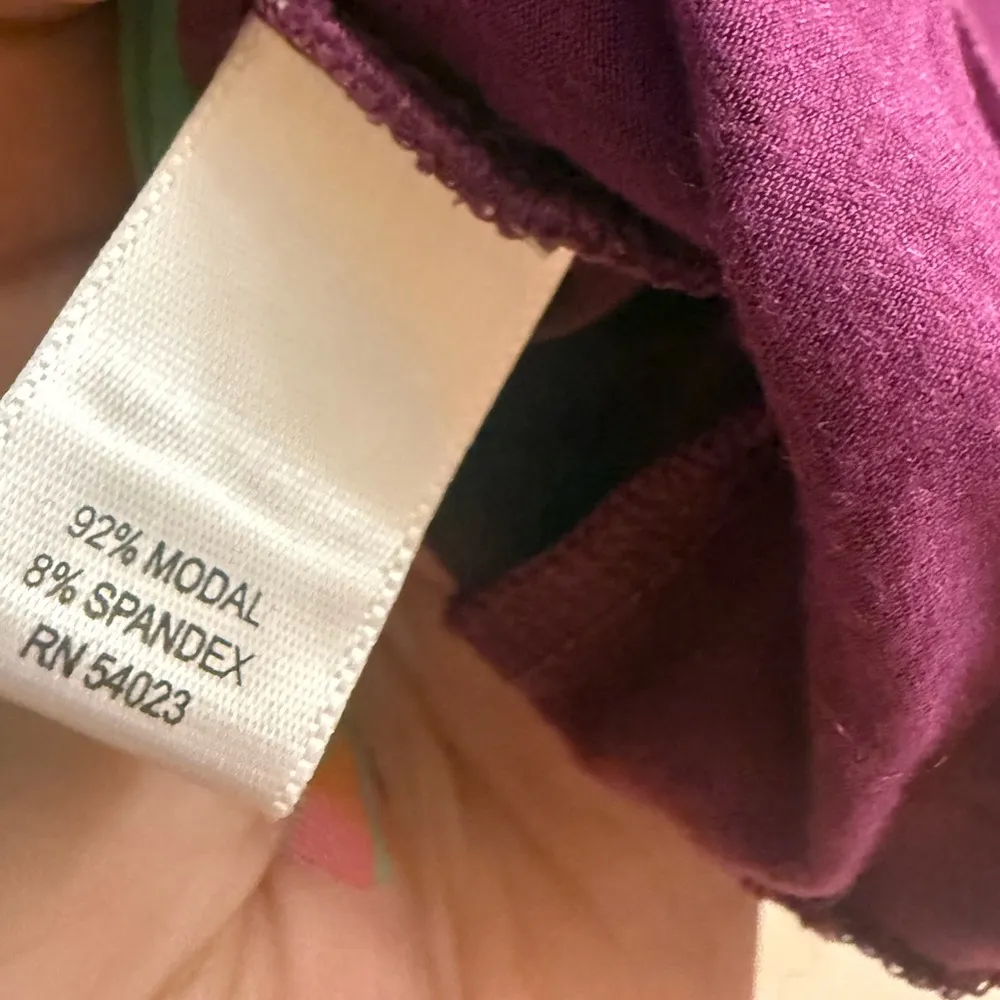 92% MODAL
8% SPANDEX
RN 54023